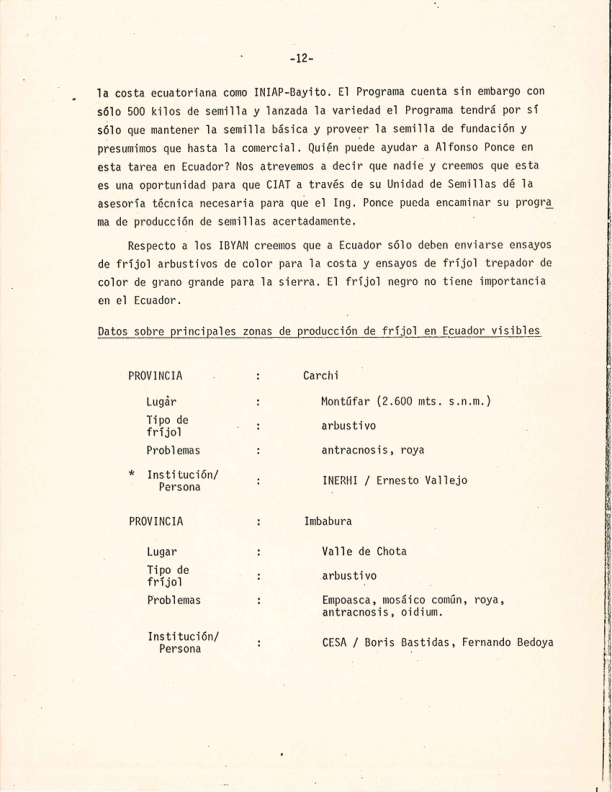 -12-
la costa ecuatoriana como INIAP-Bayito. El Programa cuenta sin embargo con
sólo 500 kilos de semilla y lanzada la variedad el Programa tendrá por sí
sólo que mantener la semilla básica y proveer la semilla de fundación y
presumimos que hasta la comercial. Quién puede ayudar a Alfonso Ponce en
esta tarea en Ecuador? Nos atrevemos a decir que nadie y creemos que esta
es una oportunidad para que CIAT a través de su Unidad de Semillas dé la
asesoría técnica necesaria para que el Ing. Ponce pueda encaminar su progra
ma de producción de semillas acertadamente.
Respecto a los IBYAN creemos que a Ecuador sólo deben enviarse ensayos
de fríjol arbustivos de color para la costa y ensayos de fríjol trepador de
color de grano grande para la sierra. El fríjol negro no tiene importancia
en el Ecuador.
Datos sobre principales zonas de producción de fríjol en Ecuador visibles
PROVINCIA : Carchi
Lugar : Montúfar (2.600 mts. s.n.m.)
Tipo de
fríjol : arbustivo
Problemas : antracnosis, roya
* Institución/
Persona : INERHI / Ernesto Vallejo
PROVINCIA : Imbabura
Lugar : Valle de Chota
Tipo de
fríjol : arbustivo
Problemas : Empoasca, mosáico común, roya,
antracnosis, oidium.
Institución/
Persona : CESA / Boris Bastidas, Fernando Bedoya